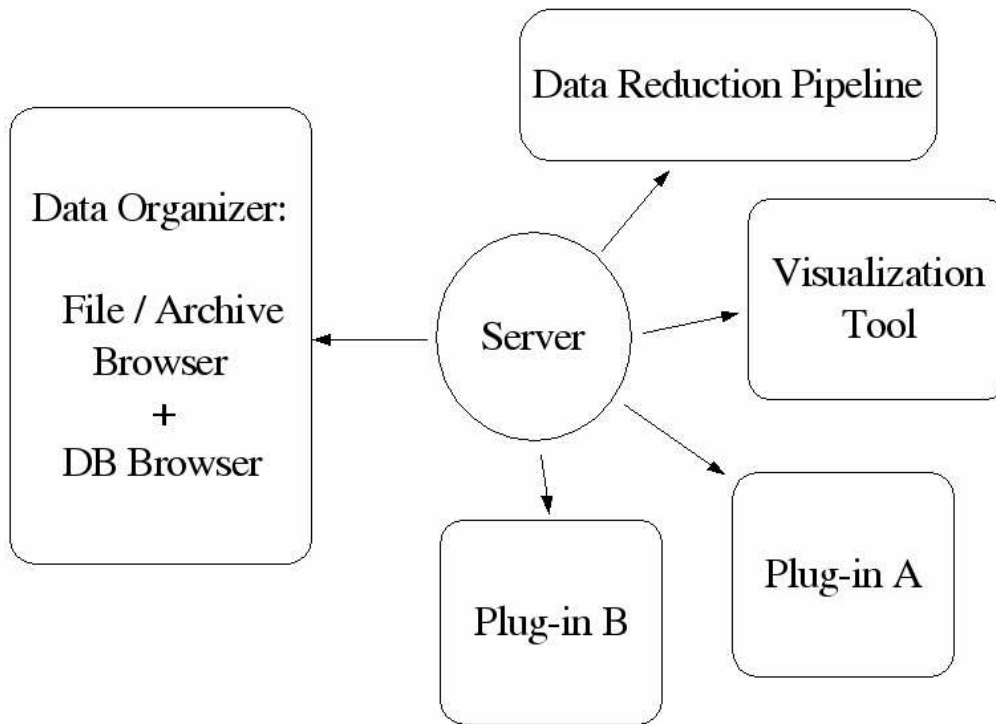 Data Reduction Pipeline
Data Organizer:
File / Archive
Browser
+
DB Browser
Server
Visualization
Tool
Plug-in A
Plug-in B